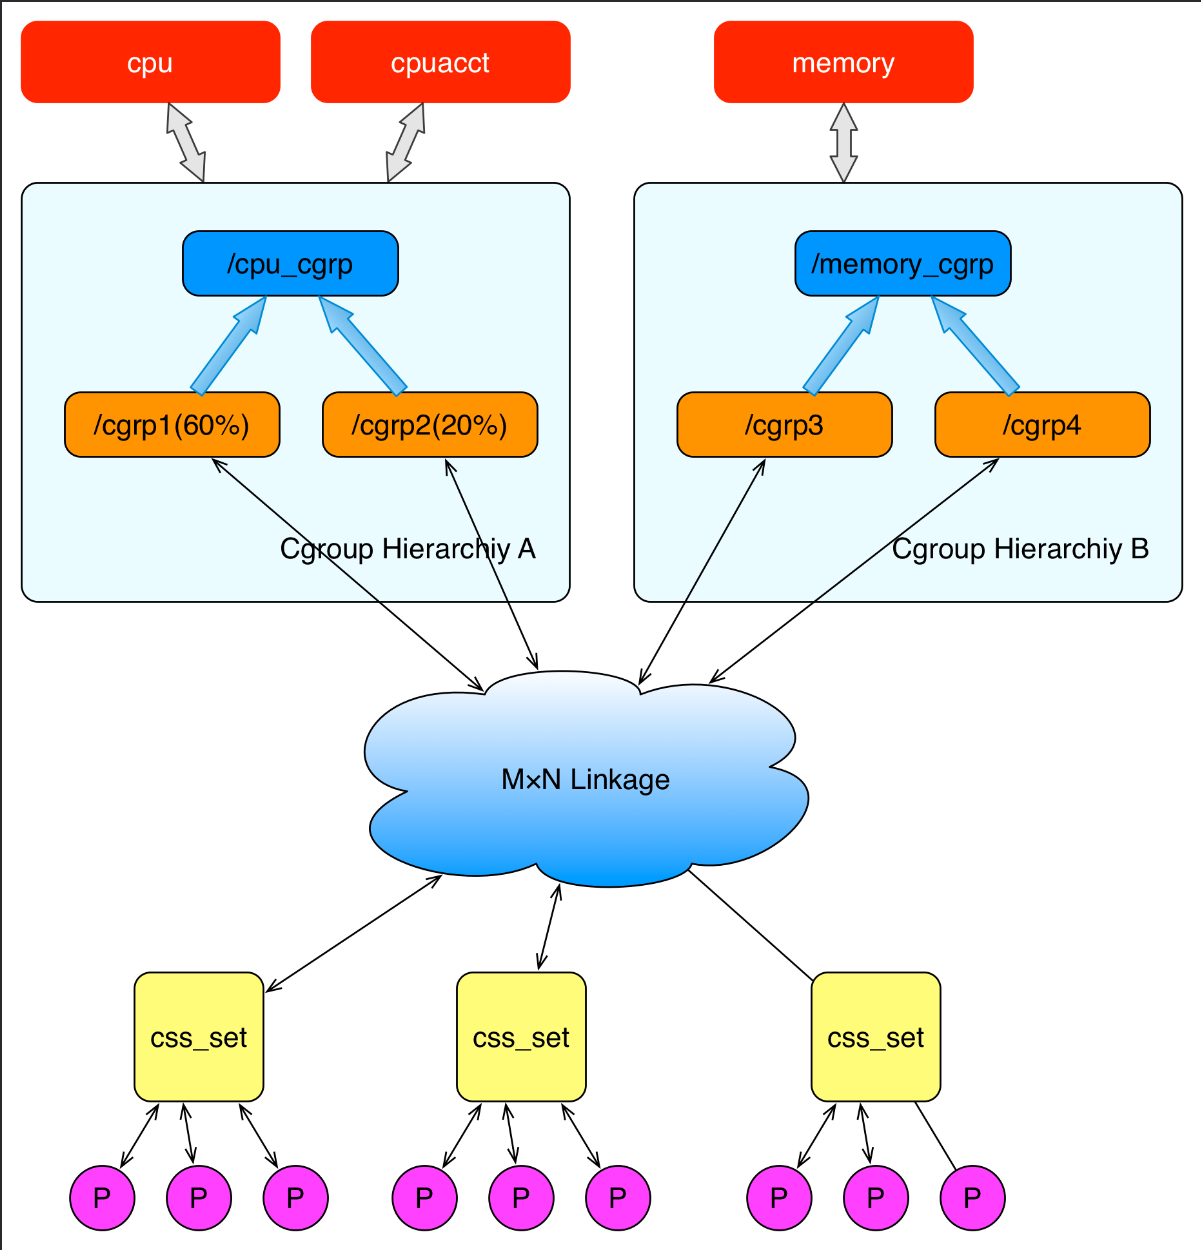 cpu
cpuacct
memory
/cpu_cgrp
/memory_cgrp
/cgrp1(60%)
/cgrp2(20%)
/cgrp3
/cgrp4
Cgroup Hierarchiy A
Cgroup Hierarchiy B
M×N Linkage
css_set
css_set
css_set
P
P
P
P
P
P
P
P
P